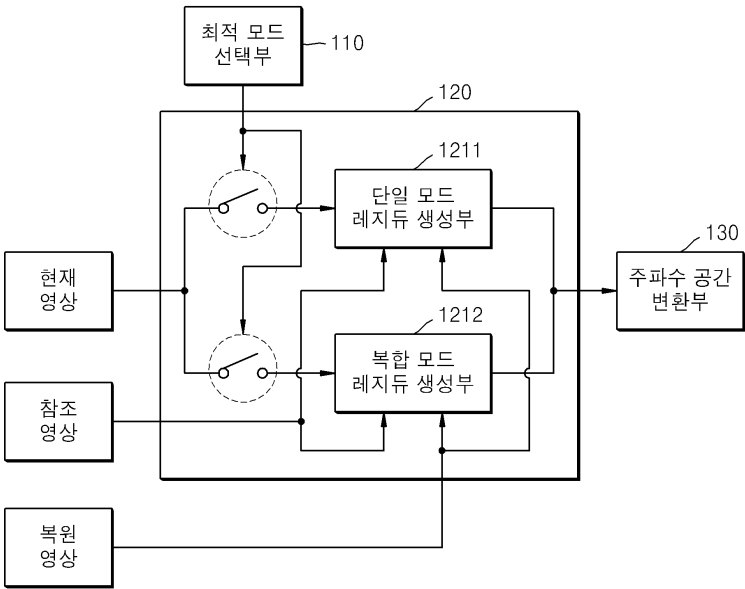 최적 모드
선택부
110
120
1211
단일 모드
레지듀 생성부
현재
영상
130
주파수 공간
변환부
1212
복합 모드
레지듀 생성부
참조
영상
복원
영상